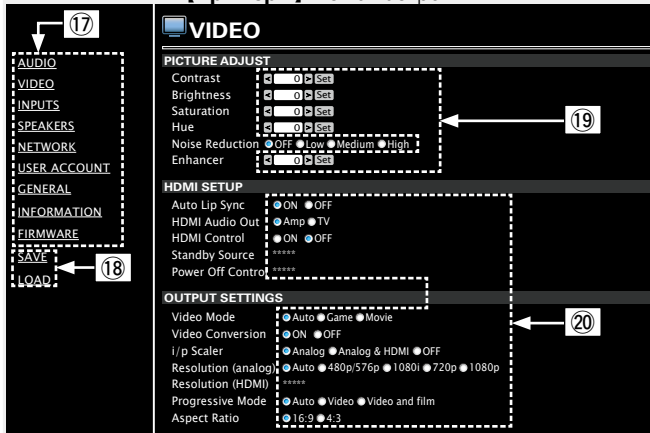 ⑰
VIDEO
AUDIO
VIDEO
INPUTS
SPEAKERS
NETWORK
USER ACCOUNT
GENERAL
INFORMATION
FIRMWARE
SAVE
LOAD
⑱
PICTURE ADJUST
Contrast 0 Set
Brightness 0 Set
Saturation 0 Set
Hue 0 Set
Noise Reduction OFF Low Medium High
Enhancer 0 Set
⑲
HDMI SETUP
Auto Lip Sync ON OFF
HDMI Audio Out Amp TV
HDMI Control ON OFF
Standby Source *****
Power Off Control *****
OUTPUT SETTINGS
Video Mode Auto Game Movie
Video Conversion ON OFF
i/p Scaler Analog Analog & HDMI OFF
Resolution (analog) Auto 480p/576p 1080i 720p 1080p
Resolution (HDMI) *****
Progressive Mode Auto Video Video and film
Aspect Ratio 16:9 4:3
⑳